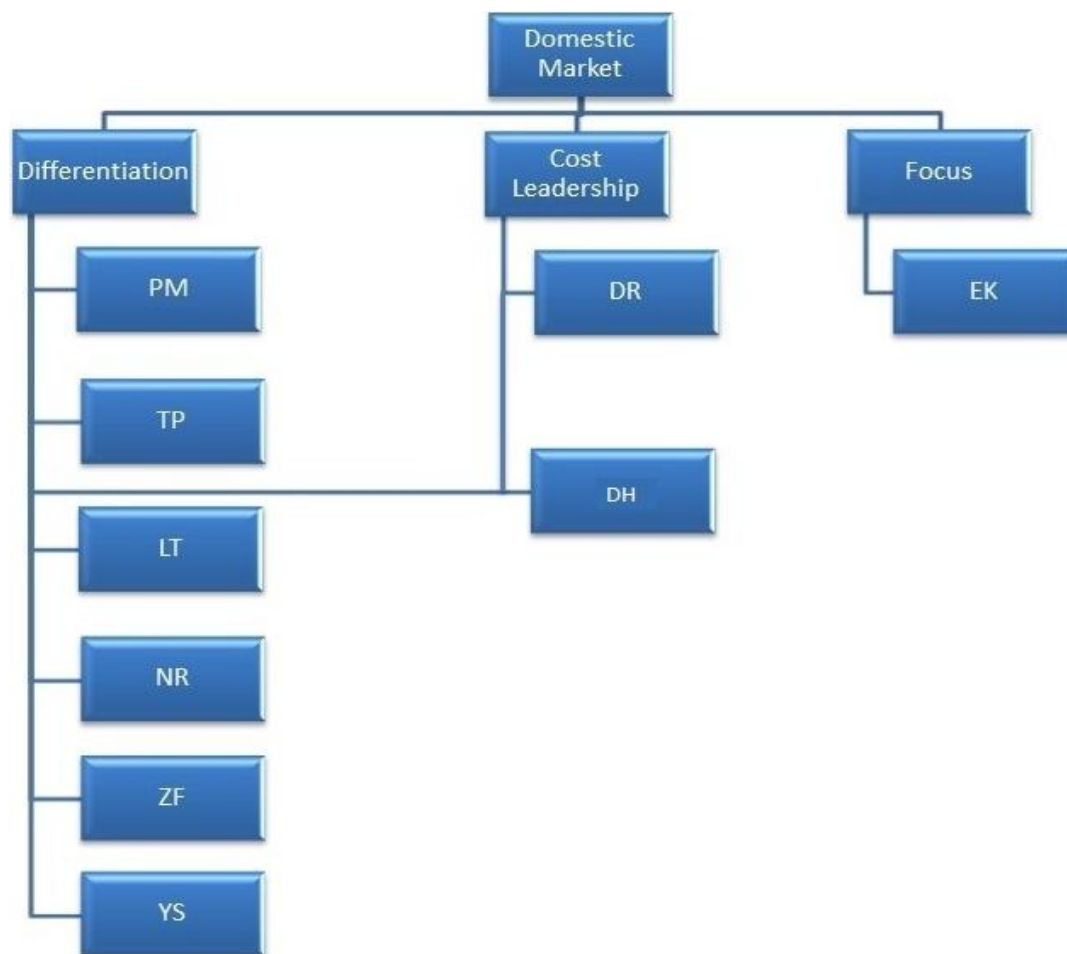 Domestic
Market
Differentiation
Cost
Leadership
Focus
PM
DR
EK
TP
DH
LT
NR
ZF
YS